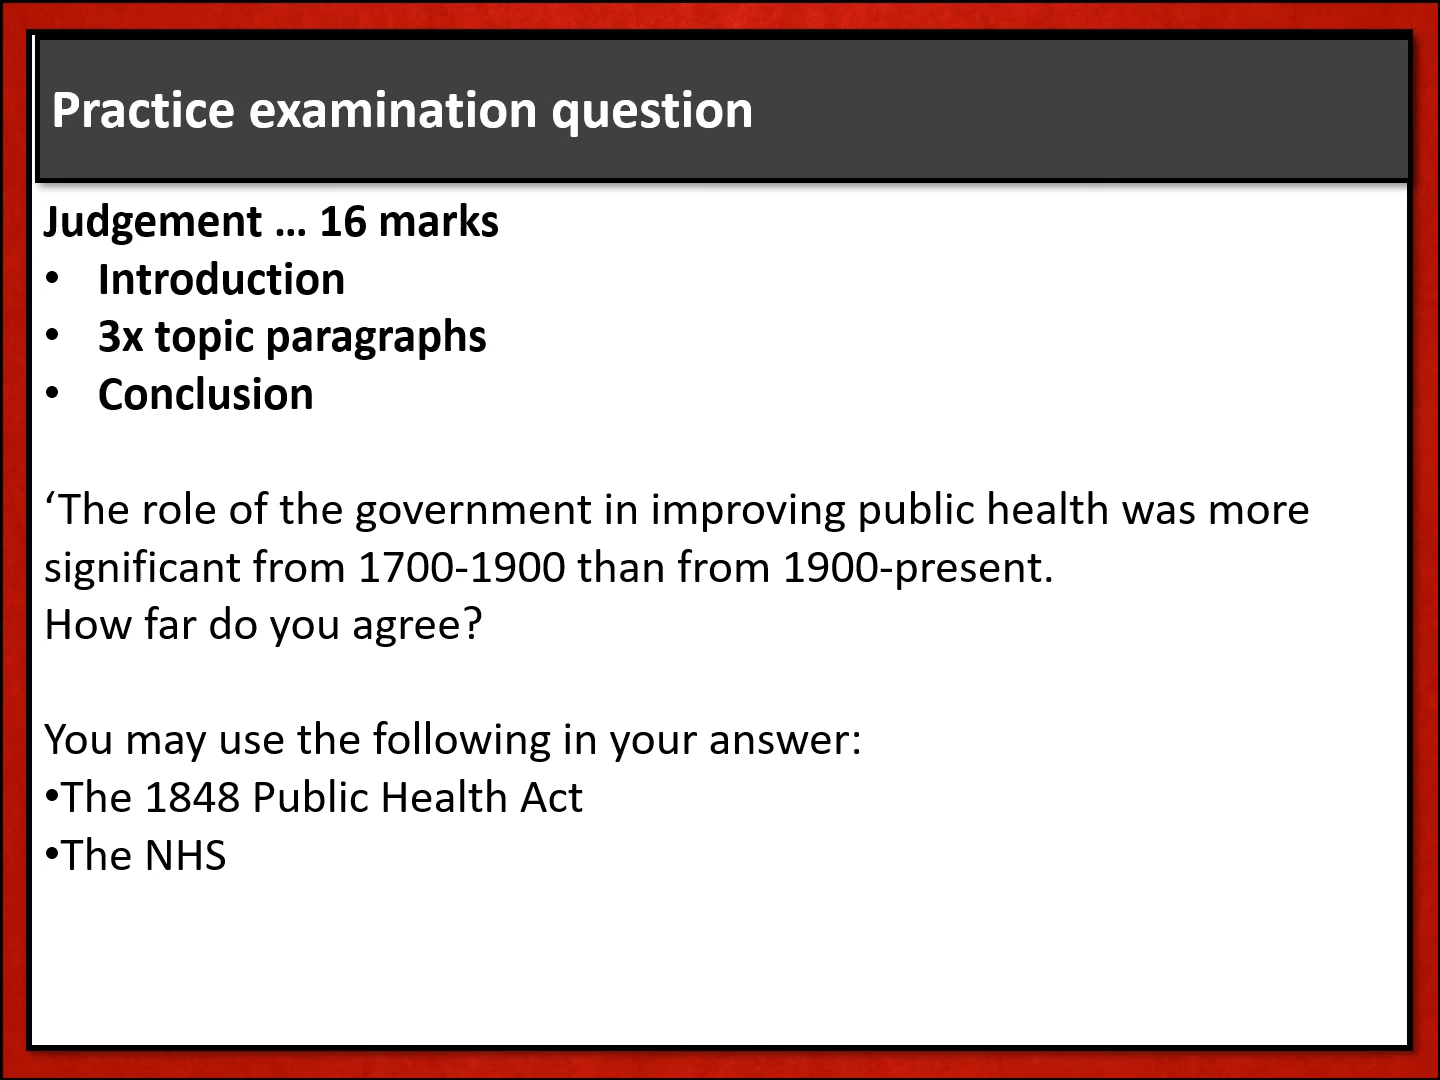 Practice examination question
Judgement … 16 marks
• Introduction
• 3x topic paragraphs
• Conclusion
‘The role of the government in improving public health was more
significant from 1700-1900 than from 1900-present.
How far do you agree?
You may use the following in your answer:
•The 1848 Public Health Act
•The NHS